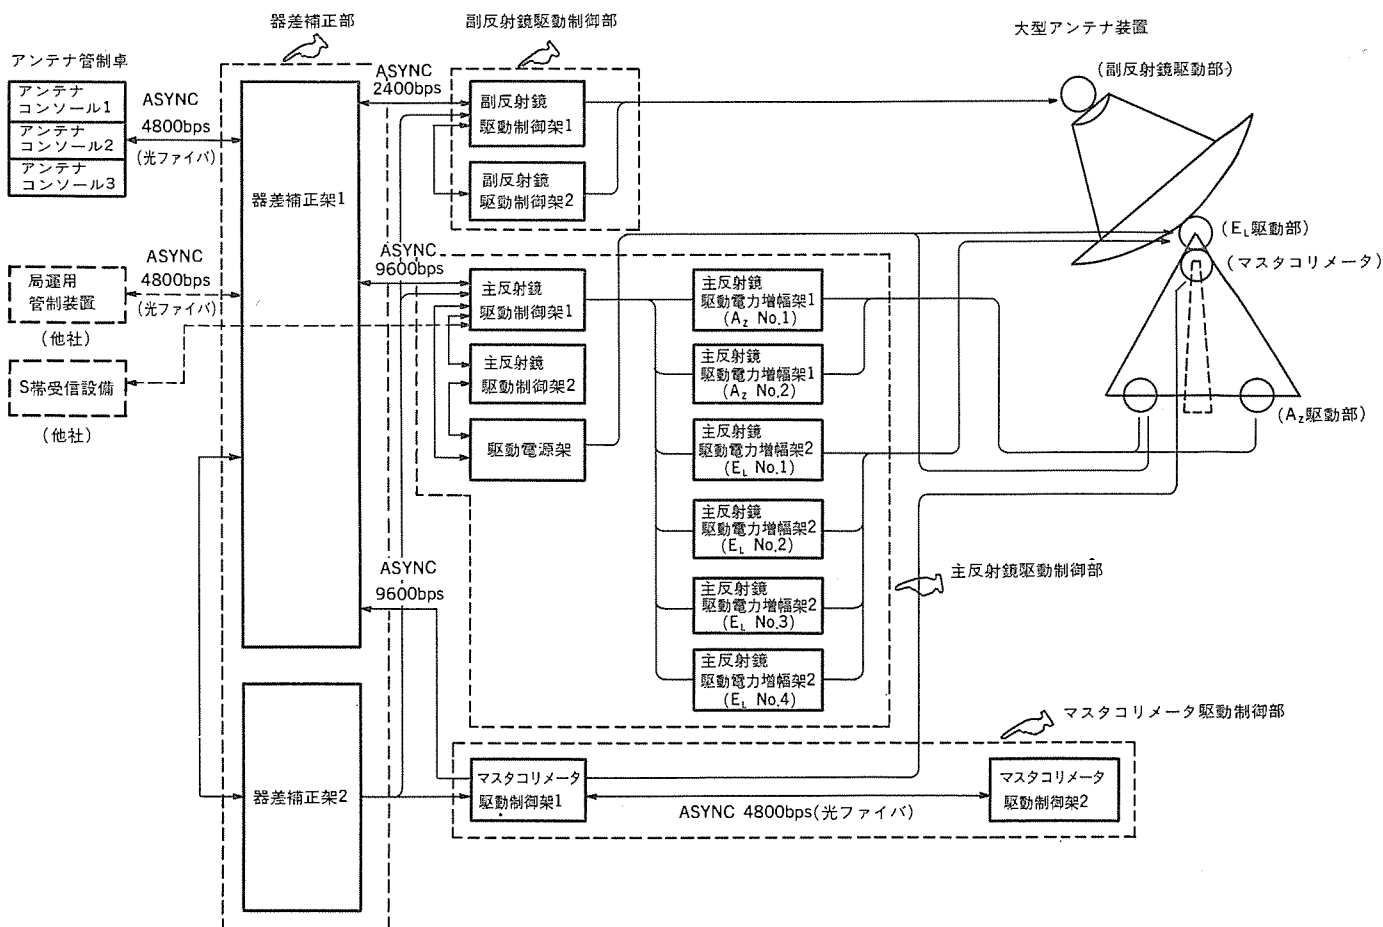 器差補正部
副反射鏡駆動制御部
大型アンテナ装置
アンテナ管制卓
アンテナ
コンソール1
アンテナ
コンソール2
アンテナ
コンソール3
ASYNC
4800bps
(光ファイバ)
器差補正架1
ASYNC
2400bps
副反射鏡
駆動制御架1
副反射鏡
駆動制御架2
(副反射鏡駆動部)
(EL駆動部)
(マスタコリメータ)
(AZ駆動部)
局運用
管制装置
(他社)
ASYNC
4800bps
(光ファイバ)
S帯受信設備
(他社)
ASYNC
9600bps
主反射鏡
駆動制御架1
主反射鏡
駆動制御架2
駆動電源架
主反射鏡
駆動電力増幅架1
(AZ No.1)
主反射鏡
駆動電力増幅架1
(AZ No.2)
主反射鏡
駆動電力増幅架2
(EL No.1)
主反射鏡
駆動電力増幅架2
(EL No.2)
主反射鏡
駆動電力増幅架2
(EL No.3)
主反射鏡
駆動電力増幅架2
(EL No.4)
主反射鏡駆動制御部
ASYNC
9600bps
器差補正架2
マスタコリメータ駆動制御部
マスタコリメータ
駆動制御架1
ASYNC 4800bps(光ファイバ)
マスタコリメータ
駆動制御架2